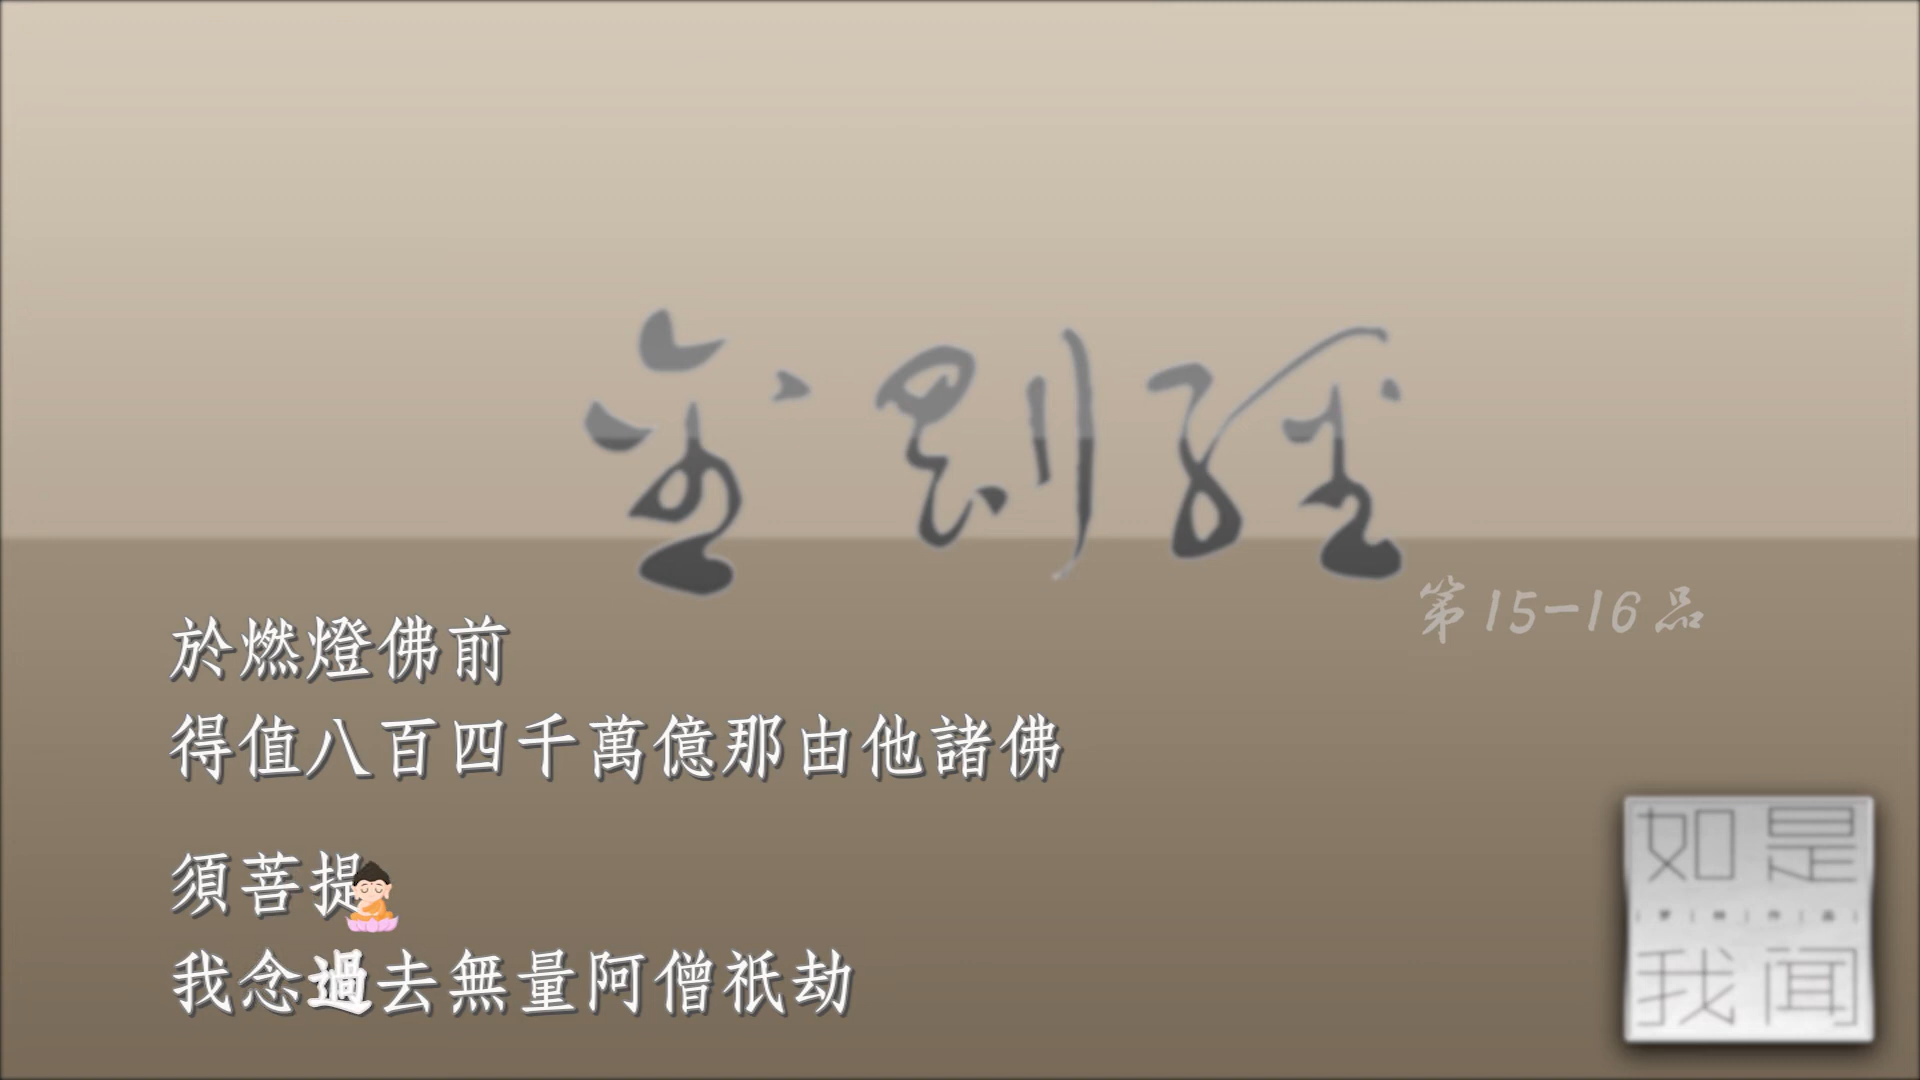 金剛經
第15-16品
於燃燈佛前
得值八百四千萬億那由他諸佛
須菩提
我念過去無量阿僧祇劫
如是
我闻